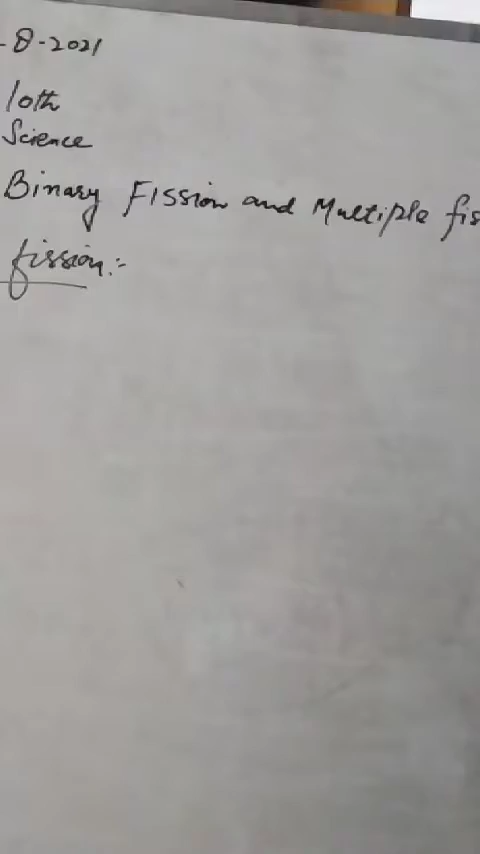 -8-2021
10th
Science
Binary Fission and Multiple fis
fission:-